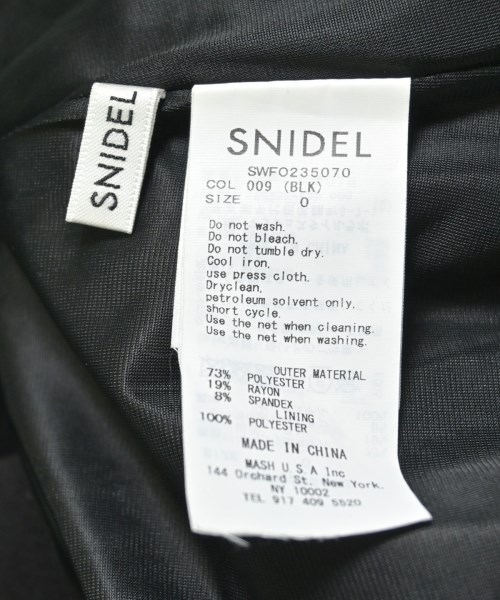 SNIDEL
SNIDEL
SWFO235070
COL 009 (BLK)
SIZE 0
Do not wash.
Do not bleach.
Do not tumble dry.
Cool iron.
use press cloth.
Dryclean,
petroleum solvent only.
short cycle.
Use the net when cleaning.
Use the net when washing.
OUTER MATERIAL
73% POLYESTER
19% RAYON
8% SPANDEX
LINING
100% POLYESTER
MADE IN CHINA
MASH U.S.A Inc
144 Orchard St. New York.
NY 10002
TEL 917 409 5520